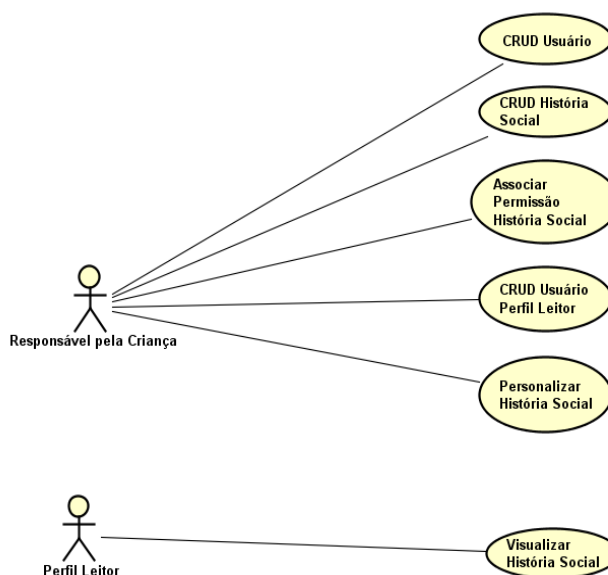 CRUD Usuário
CRUD História
Social
Associar
Permissão
História Social
CRUD Usuário
Perfil Leitor
Responsável pela Criança
Personalizar
História Social
Visualizar
História Social
Perfil Leitor